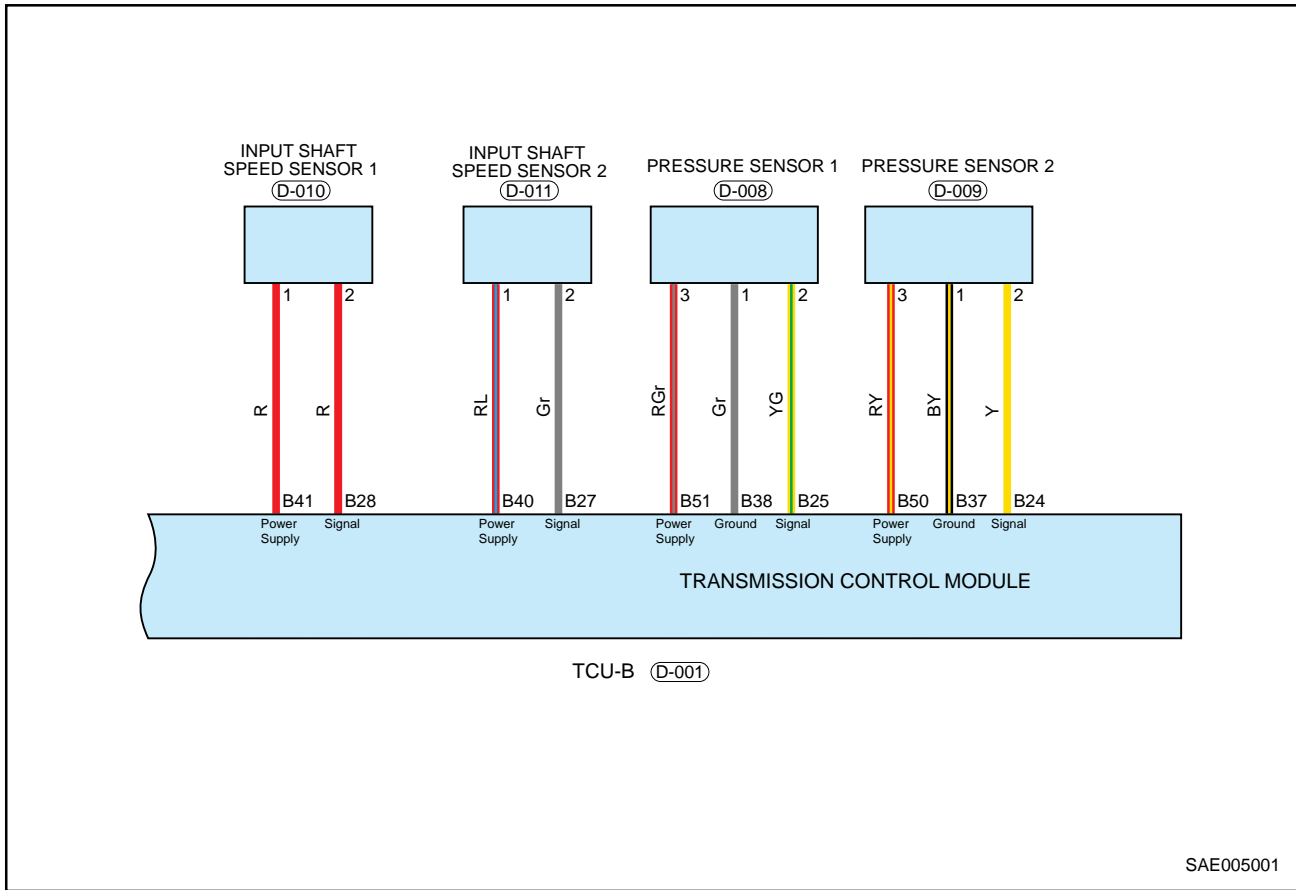 INPUT SHAFT
SPEED SENSOR 1
D-010
INPUT SHAFT
SPEED SENSOR 2
D-011
PRESSURE SENSOR 1
D-008
PRESSURE SENSOR 2
D-009
1 2 1 2 3 1 2 3 1 2
R R RL Gr RGr Gr YG RY BY Y
B41 B28 B40 B27 B51 B38 B25 B50 B37 B24
Power Supply
Signal
Power Supply
Signal
Power Supply
Ground
Signal
Power Supply
Ground
Signal
TRANSMISSION CONTROL MODULE
TCU-B D-001
SAE005001